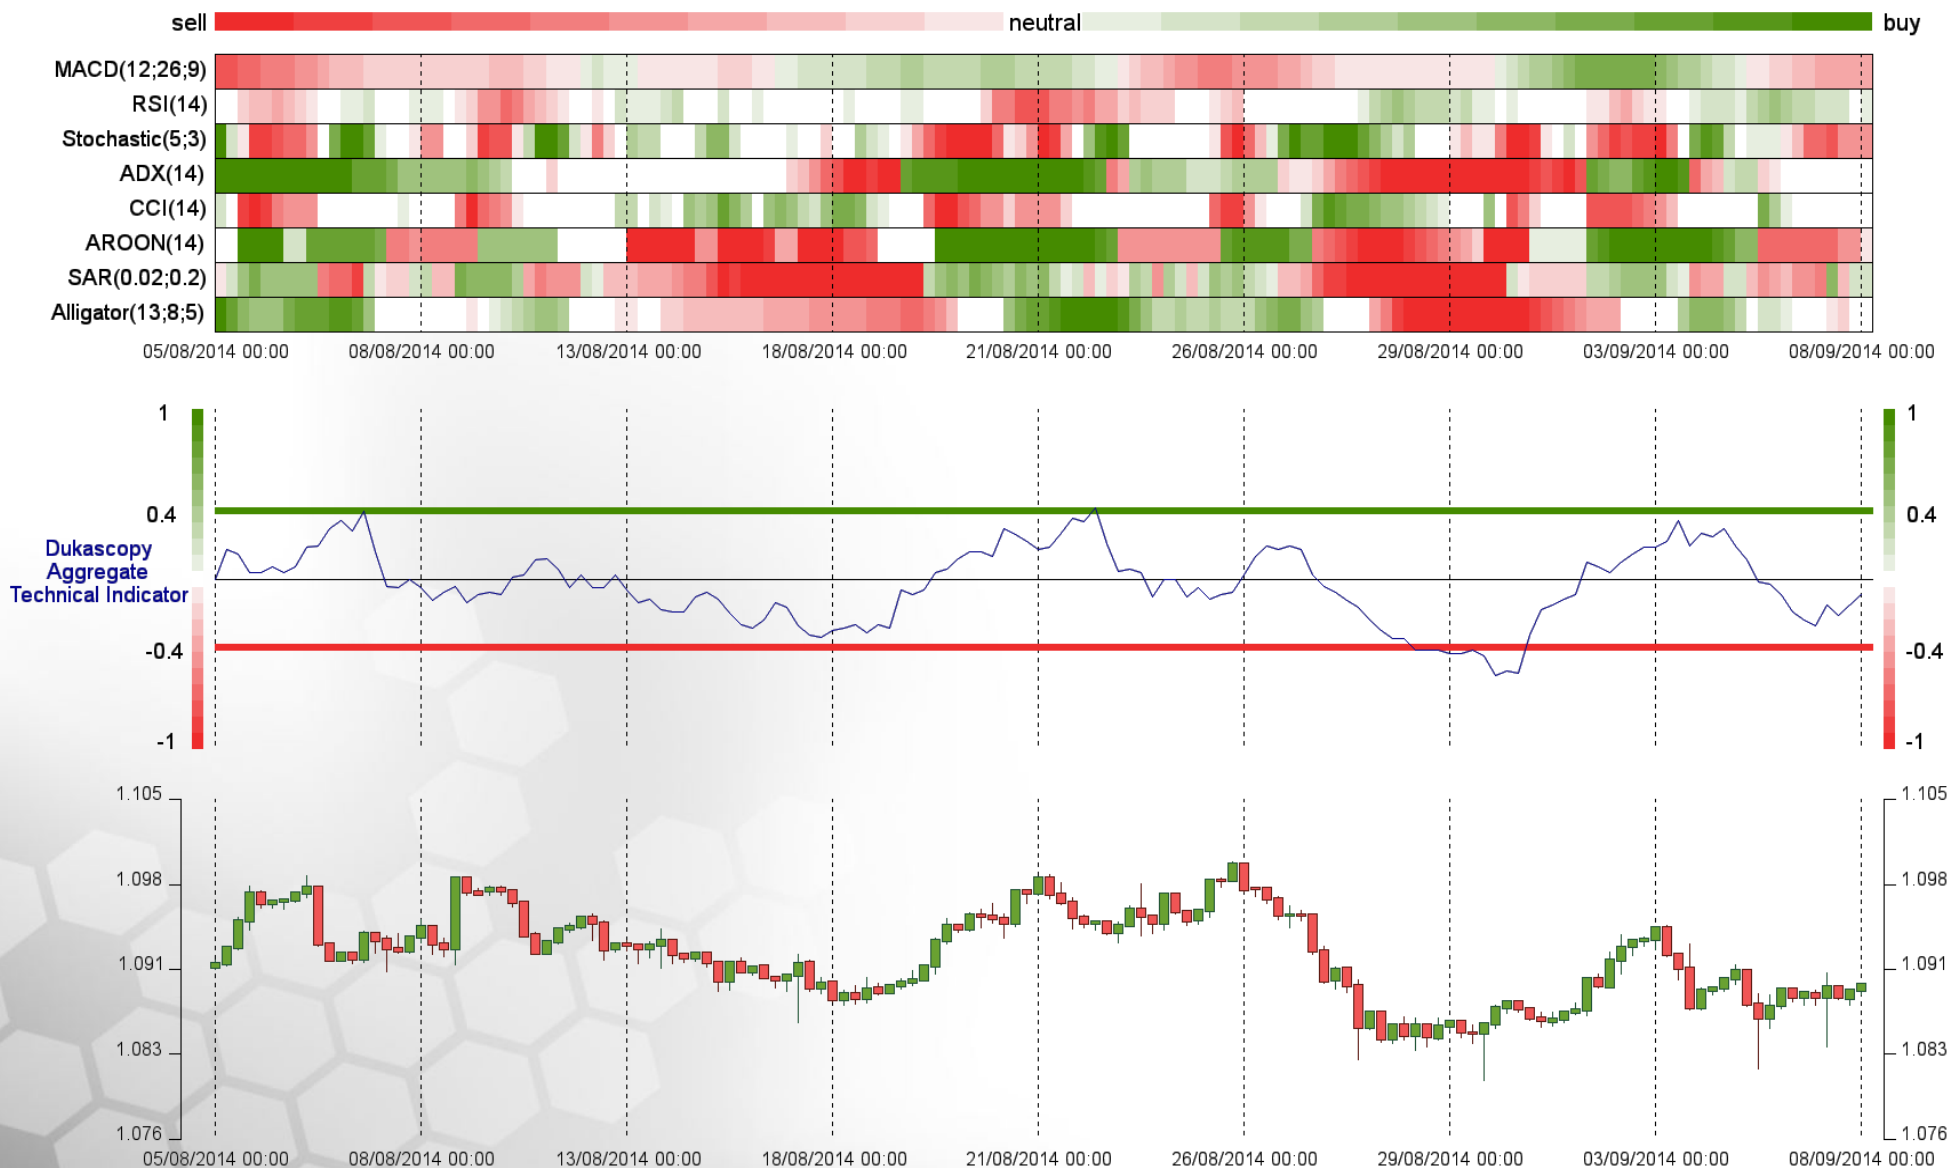 sell neutral buy
MACD(12;26;9)
RSI(14)
Stochastic(5;3)
ADX(14)
CCI(14)
AROON(14)
SAR(0.02;0.2)
Alligator(13;8;5)
05/08/2014 00:00 08/08/2014 00:00 13/08/2014 00:00 18/08/2014 00:00 21/08/2014 00:00 26/08/2014 00:00 29/08/2014 00:00 03/09/2014 00:00 08/09/2014 00:00
1 1
0.4 0.4
Dukascopy
Aggregate
Technical Indicator
-0.4 -0.4
-1 -1
1.105 1.105
1.098 1.098
1.091 1.091
1.083 1.083
1.076 1.076
05/08/2014 00:00 08/08/2014 00:00 13/08/2014 00:00 18/08/2014 00:00 21/08/2014 00:00 26/08/2014 00:00 29/08/2014 00:00 03/09/2014 00:00 08/09/2014 00:00